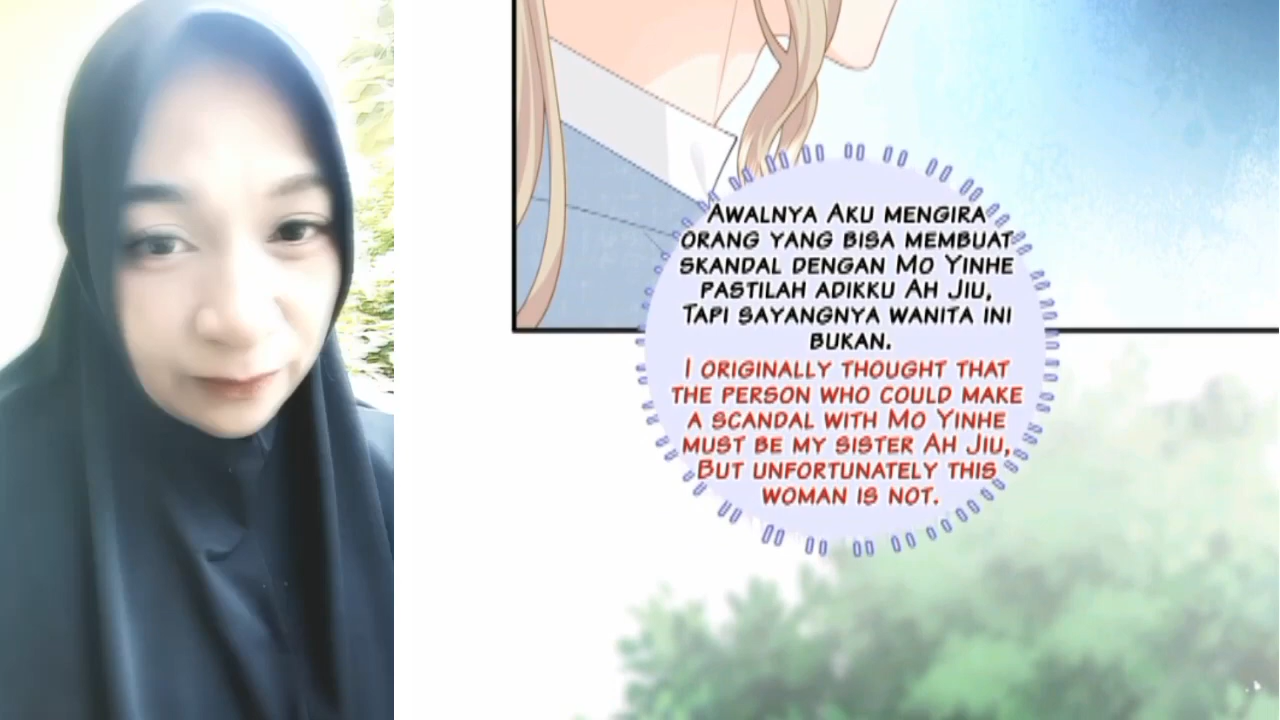 Awalnya Aku mengira
orang yang bisa membuat
skandal dengan Mo Yinhe
pastilah adikku Ah Jiu,
Tapi sayangnya wanita ini
bukan.
I originally thought that
the person who could make
a scandal with Mo Yinhe
must be my sister Ah Jiu,
But unfortunately this
woman is not.